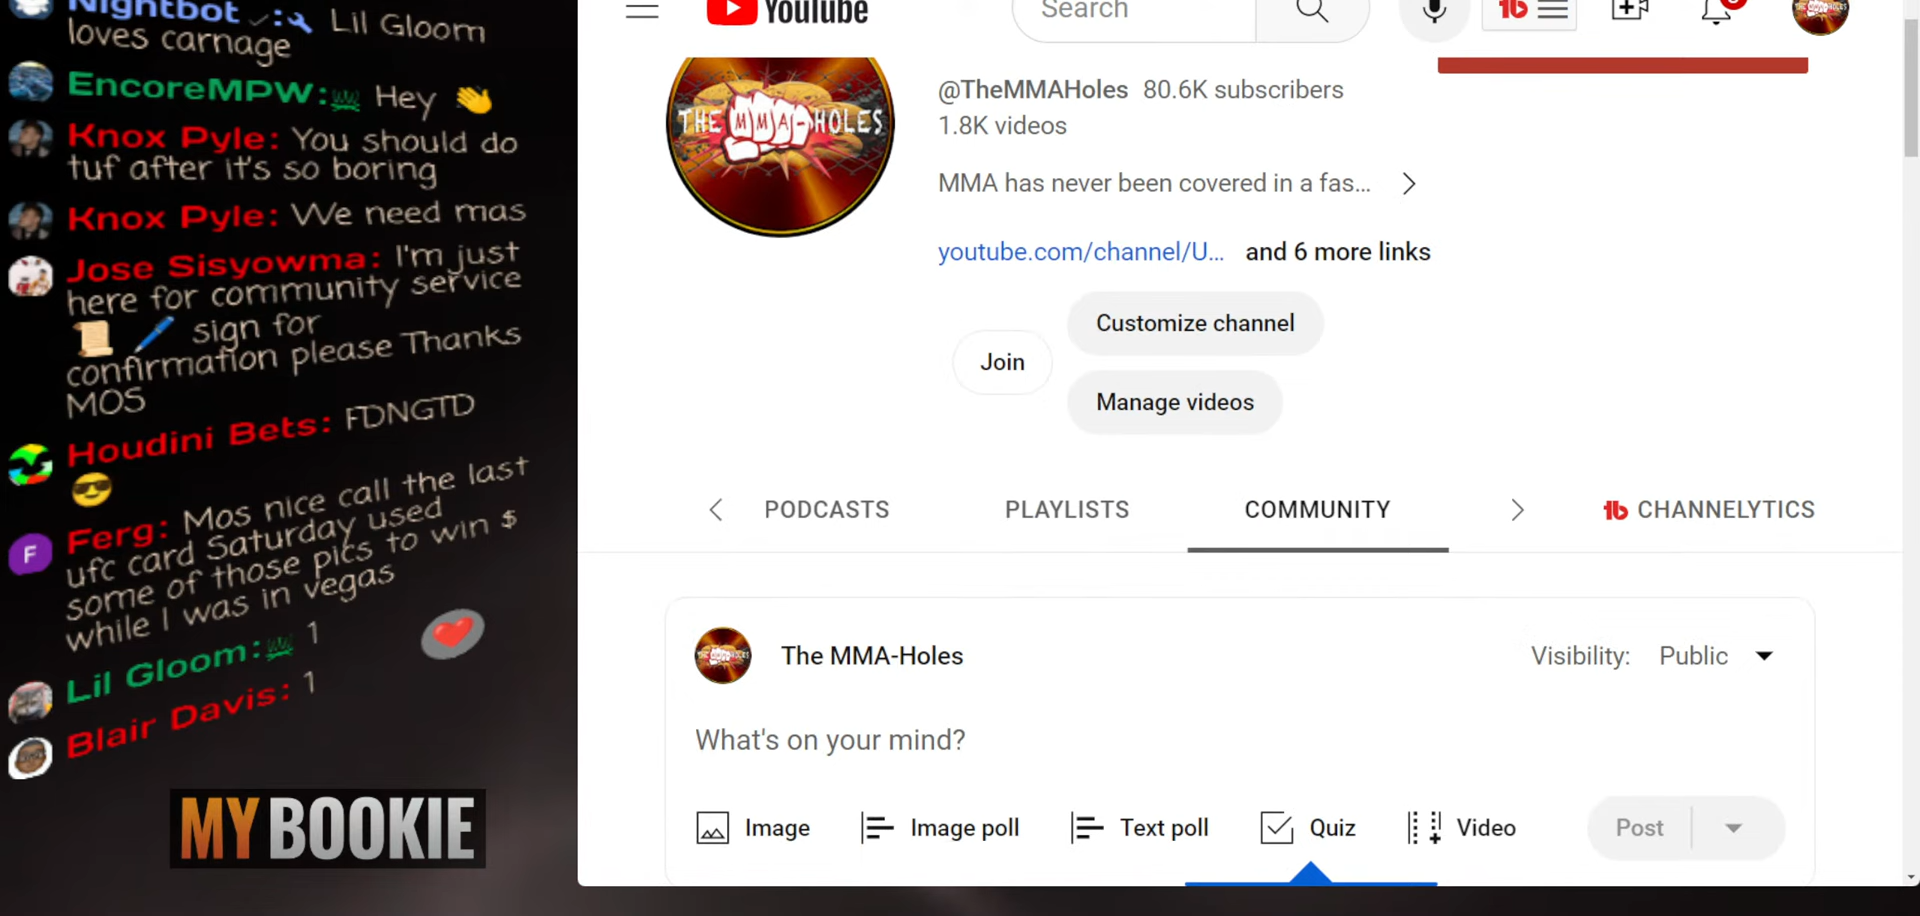 Nightbot : Lil Gloom
loves carnage
EncoreMPW: Hey 👋
Knox Pyle: You should do
tuf after it's so boring
Knox Pyle: We need mas
Jose Sisyowma: I'm just
here for community service
📜 🖊️ sign for
confirmation please Thanks
MOS
Houdini Bets: FDNGTD
😎
F
Ferg: Mos nice call the last
ufc card Saturday used
some of those pics to win $
while I was in vegas
Lil Gloom: 1
Blair Davis: 1
MYBOOKIE
YouTube
Search
THE MMA-HOLES
@TheMMAHoles 80.6K subscribers
1.8K videos
MMA has never been covered in a fas...
youtube.com/channel/U... and 6 more links
Customize channel
Join
Manage videos
PODCASTS PLAYLISTS COMMUNITY CHANNELYTICS
The MMA-Holes Visibility: Public
What's on your mind?
Image Image poll Text poll Quiz Video Post